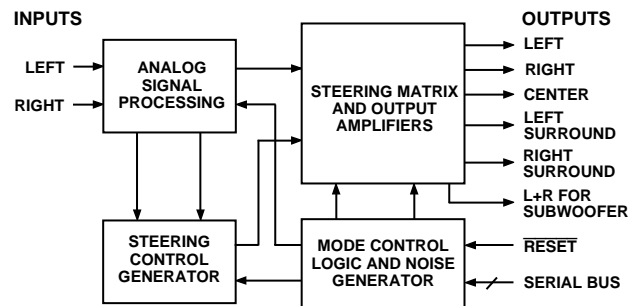 INPUTS
OUTPUTS
LEFT
RIGHT
ANALOG
SIGNAL
PROCESSING
STEERING MATRIX
AND OUTPUT
AMPLIFIERS
LEFT
RIGHT
CENTER
LEFT
SURROUND
RIGHT
SURROUND
L+R FOR
SUBWOOFER
STEERING
CONTROL
GENERATOR
MODE CONTROL
LOGIC AND NOISE
GENERATOR
RESET
SERIAL BUS